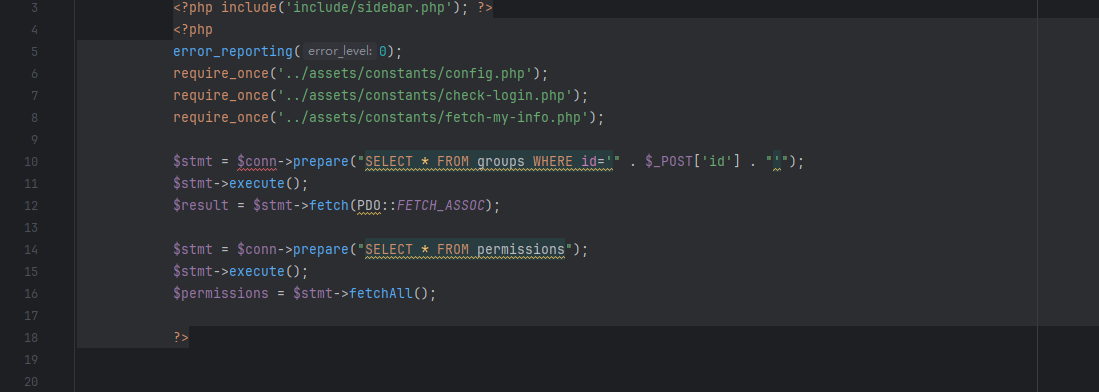 3 <?php include('include/sidebar.php'); ?>
4 <?php
5 error_reporting( error_level: 0);
6 require_once('../assets/constants/config.php');
7 require_once('../assets/constants/check-login.php');
8 require_once('../assets/constants/fetch-my-info.php');
9
10 $stmt = $conn->prepare("SELECT * FROM groups WHERE id='" . $_POST['id'] . "'");
11 $stmt->execute();
12 $result = $stmt->fetch(PDO::FETCH_ASSOC);
13
14 $stmt = $conn->prepare("SELECT * FROM permissions");
15 $stmt->execute();
16 $permissions = $stmt->fetchAll();
17
18 ?>
19
20